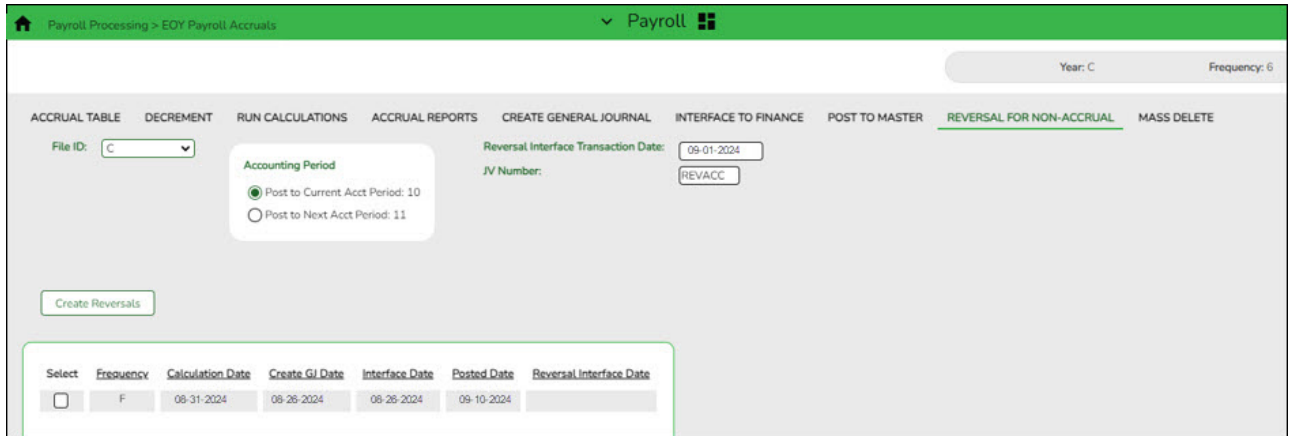 Payroll Processing > EOY Payroll Accruals
Payroll
Year: C Frequency: 6
ACCRUAL TABLE DECREMENT RUN CALCULATIONS ACCRUAL REPORTS CREATE GENERAL JOURNAL INTERFACE TO FINANCE POST TO MASTER REVERSAL FOR NON-ACCRUAL MASS DELETE
File ID: C
Accounting Period
Post to Current Acct Period: 10
Post to Next Acct Period: 11
Reversal Interface Transaction Date: 09-01-2024
JV Number: REVACC
Create Reversals
Select Frequency Calculation Date Create GJ Date Interface Date Posted Date Reversal Interface Date
F 08-31-2024 08-26-2024 08-26-2024 09-10-2024